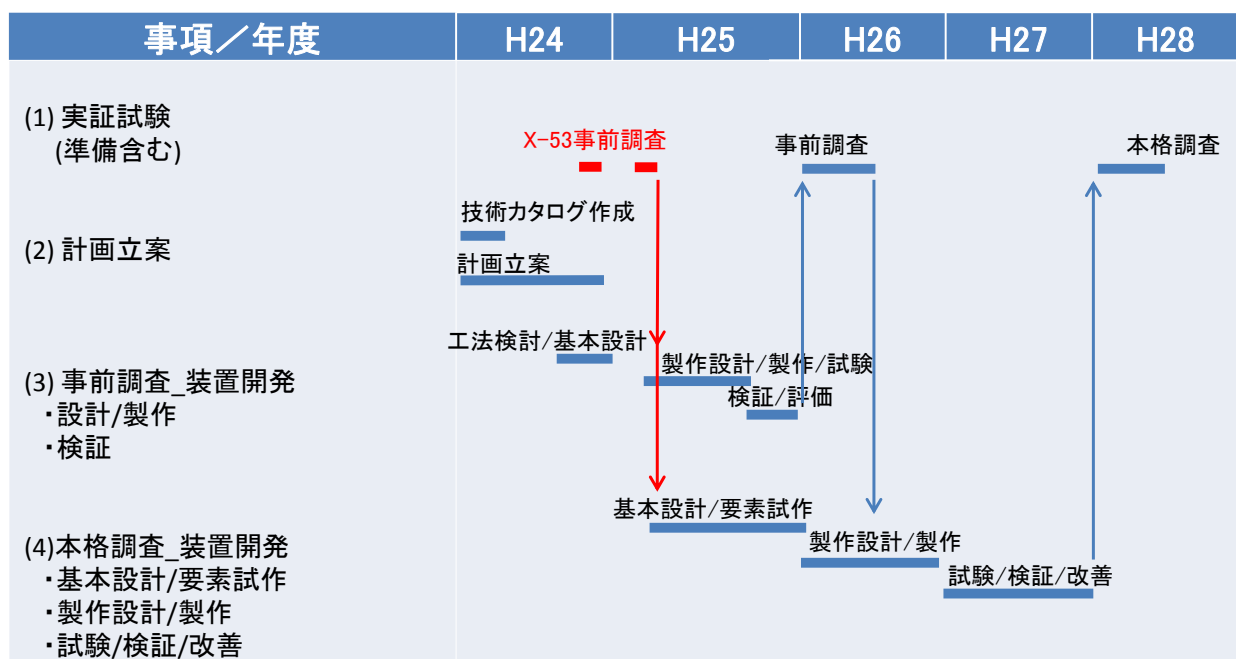 事項／年度 H24 H25 H26 H27 H28
(1) 実証試験
(準備含む)
X-53事前調査
事前調査
本格調査
(2) 計画立案
技術カタログ作成
計画立案
(3) 事前調査_装置開発
・設計/製作
・検証
工法検討/基本設計
製作設計/製作/試験
検証/評価
(4)本格調査_装置開発
・基本設計/要素試作
・製作設計/製作
・試験/検証/改善
基本設計/要素試作
製作設計/製作
試験/検証/改善